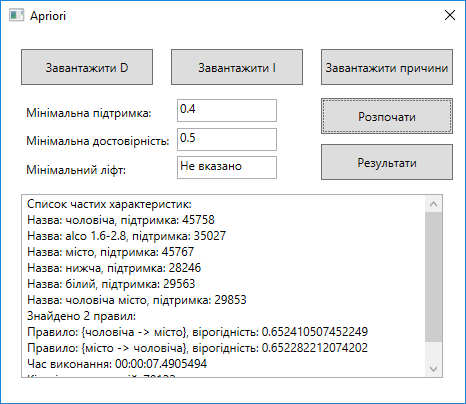 Apriori
Завантажити D
Завантажити I
Завантажити причини
Мінімальна підтримка:
0.4
Розпочати
Мінімальна достовірність:
0.5
Мінімальний ліфт:
Не вказано
Результати
Список частих характеристик:
Назва: чоловіча, підтримка: 45758
Назва: alco 1.6-2.8, підтримка: 35027
Назва: місто, підтримка: 45767
Назва: нижча, підтримка: 28246
Назва: білий, підтримка: 29563
Назва: чоловіча місто, підтримка: 29853
Знайдено 2 правил:
Правило: {чоловіча -> місто}, вірогідність: 0.652410507452249
Правило: {місто -> чоловіча}, вірогідність: 0.652282212074202
Час виконання: 00:00:07.4905494